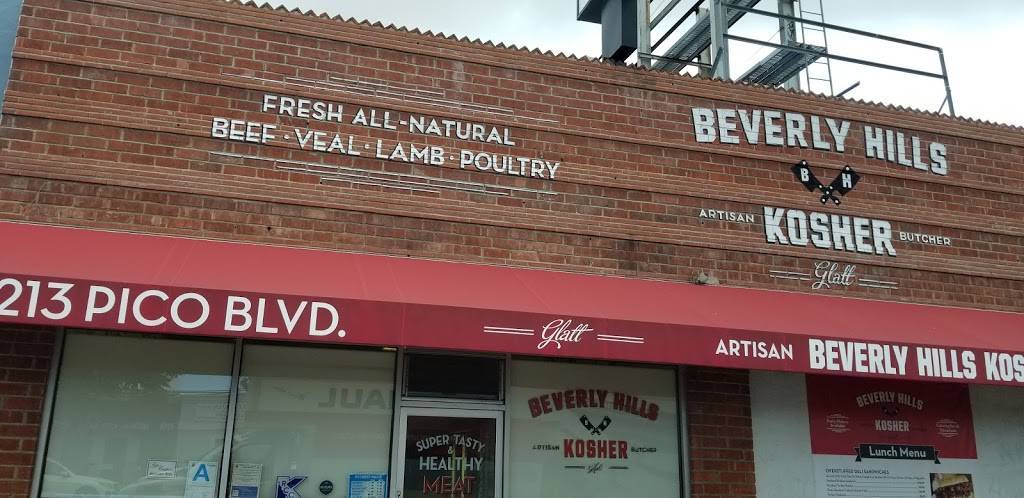 FRESH ALL-NATURAL
BEEF · VEAL · LAMB · POULTRY
BEVERLY HILLS
B H
ARTISAN KOSHER BUTCHER
Glatt
213 PICO BLVD.
Glatt
ARTISAN BEVERLY HILLS KOS
SUPER TASTY
&
HEALTHY
MEAT
BEVERLY HILLS
ARTISAN KOSHER BUTCHER
Glatt
A
K
BEVERLY HILLS
KOSHER
Lunch Menu